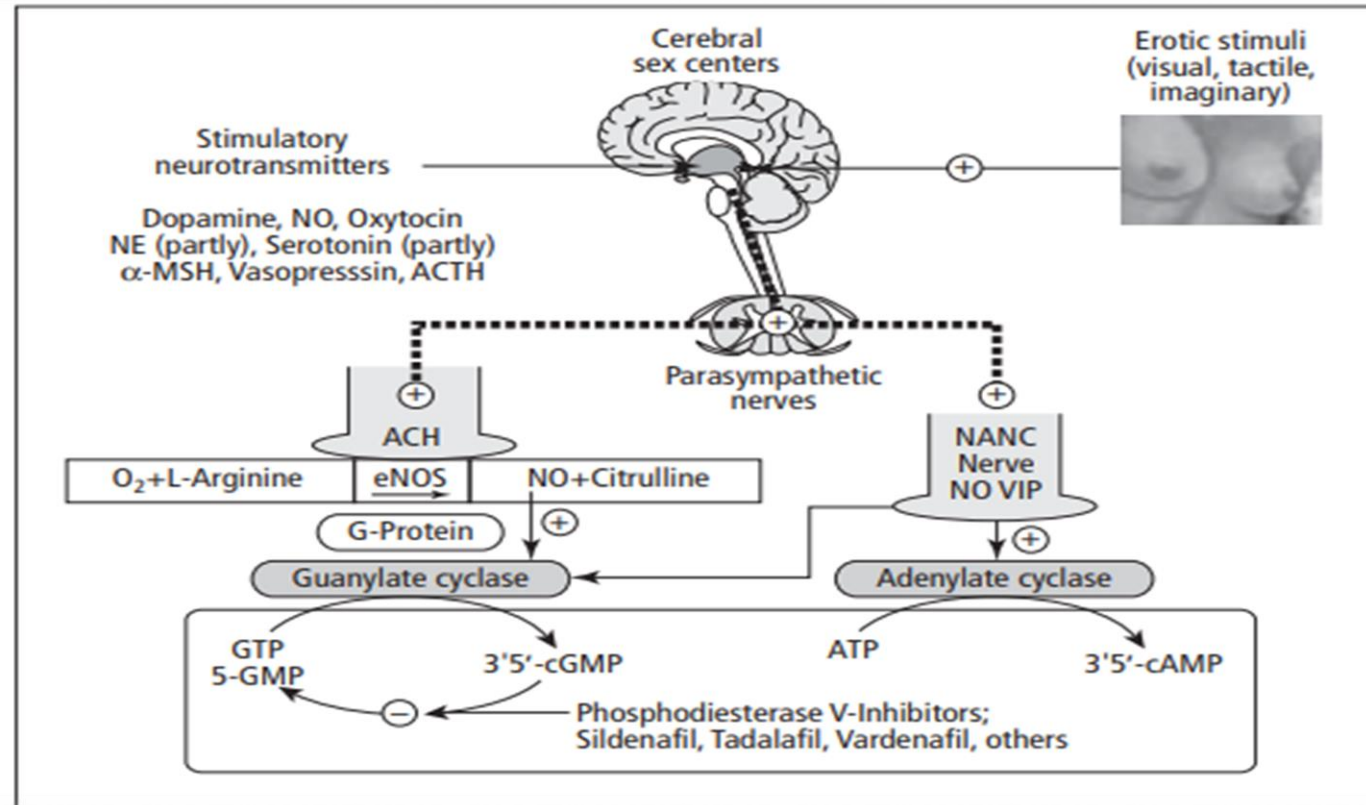 Cerebral
sex centers
Erotic stimuli
(visual, tactile,
imaginary)
Stimulatory
neurotransmitters
+
Dopamine, NO, Oxytocin
NE (partly), Serotonin (partly)
α-MSH, Vasopresssin, ACTH
+
Parasympathetic
nerves
+
ACH
+
NANC
Nerve
NO VIP
O₂+L-Arginine
eNOS
NO+Citrulline
G-Protein
+
+
Guanylate cyclase
Adenylate cyclase
GTP
5-GMP
3'5'-cGMP
ATP
3'5'-cAMP
−
Phosphodiesterase V-Inhibitors;
Sildenafil, Tadalafil, Vardenafil, others